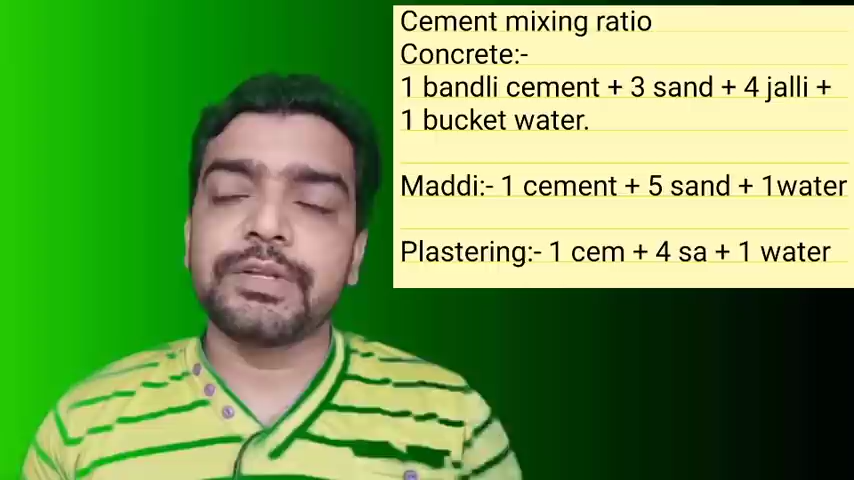 Cement mixing ratio
Concrete:-
1 bandli cement + 3 sand + 4 jalli +
1 bucket water.
Maddi:- 1 cement + 5 sand + 1water
Plastering:- 1 cem + 4 sa + 1 water